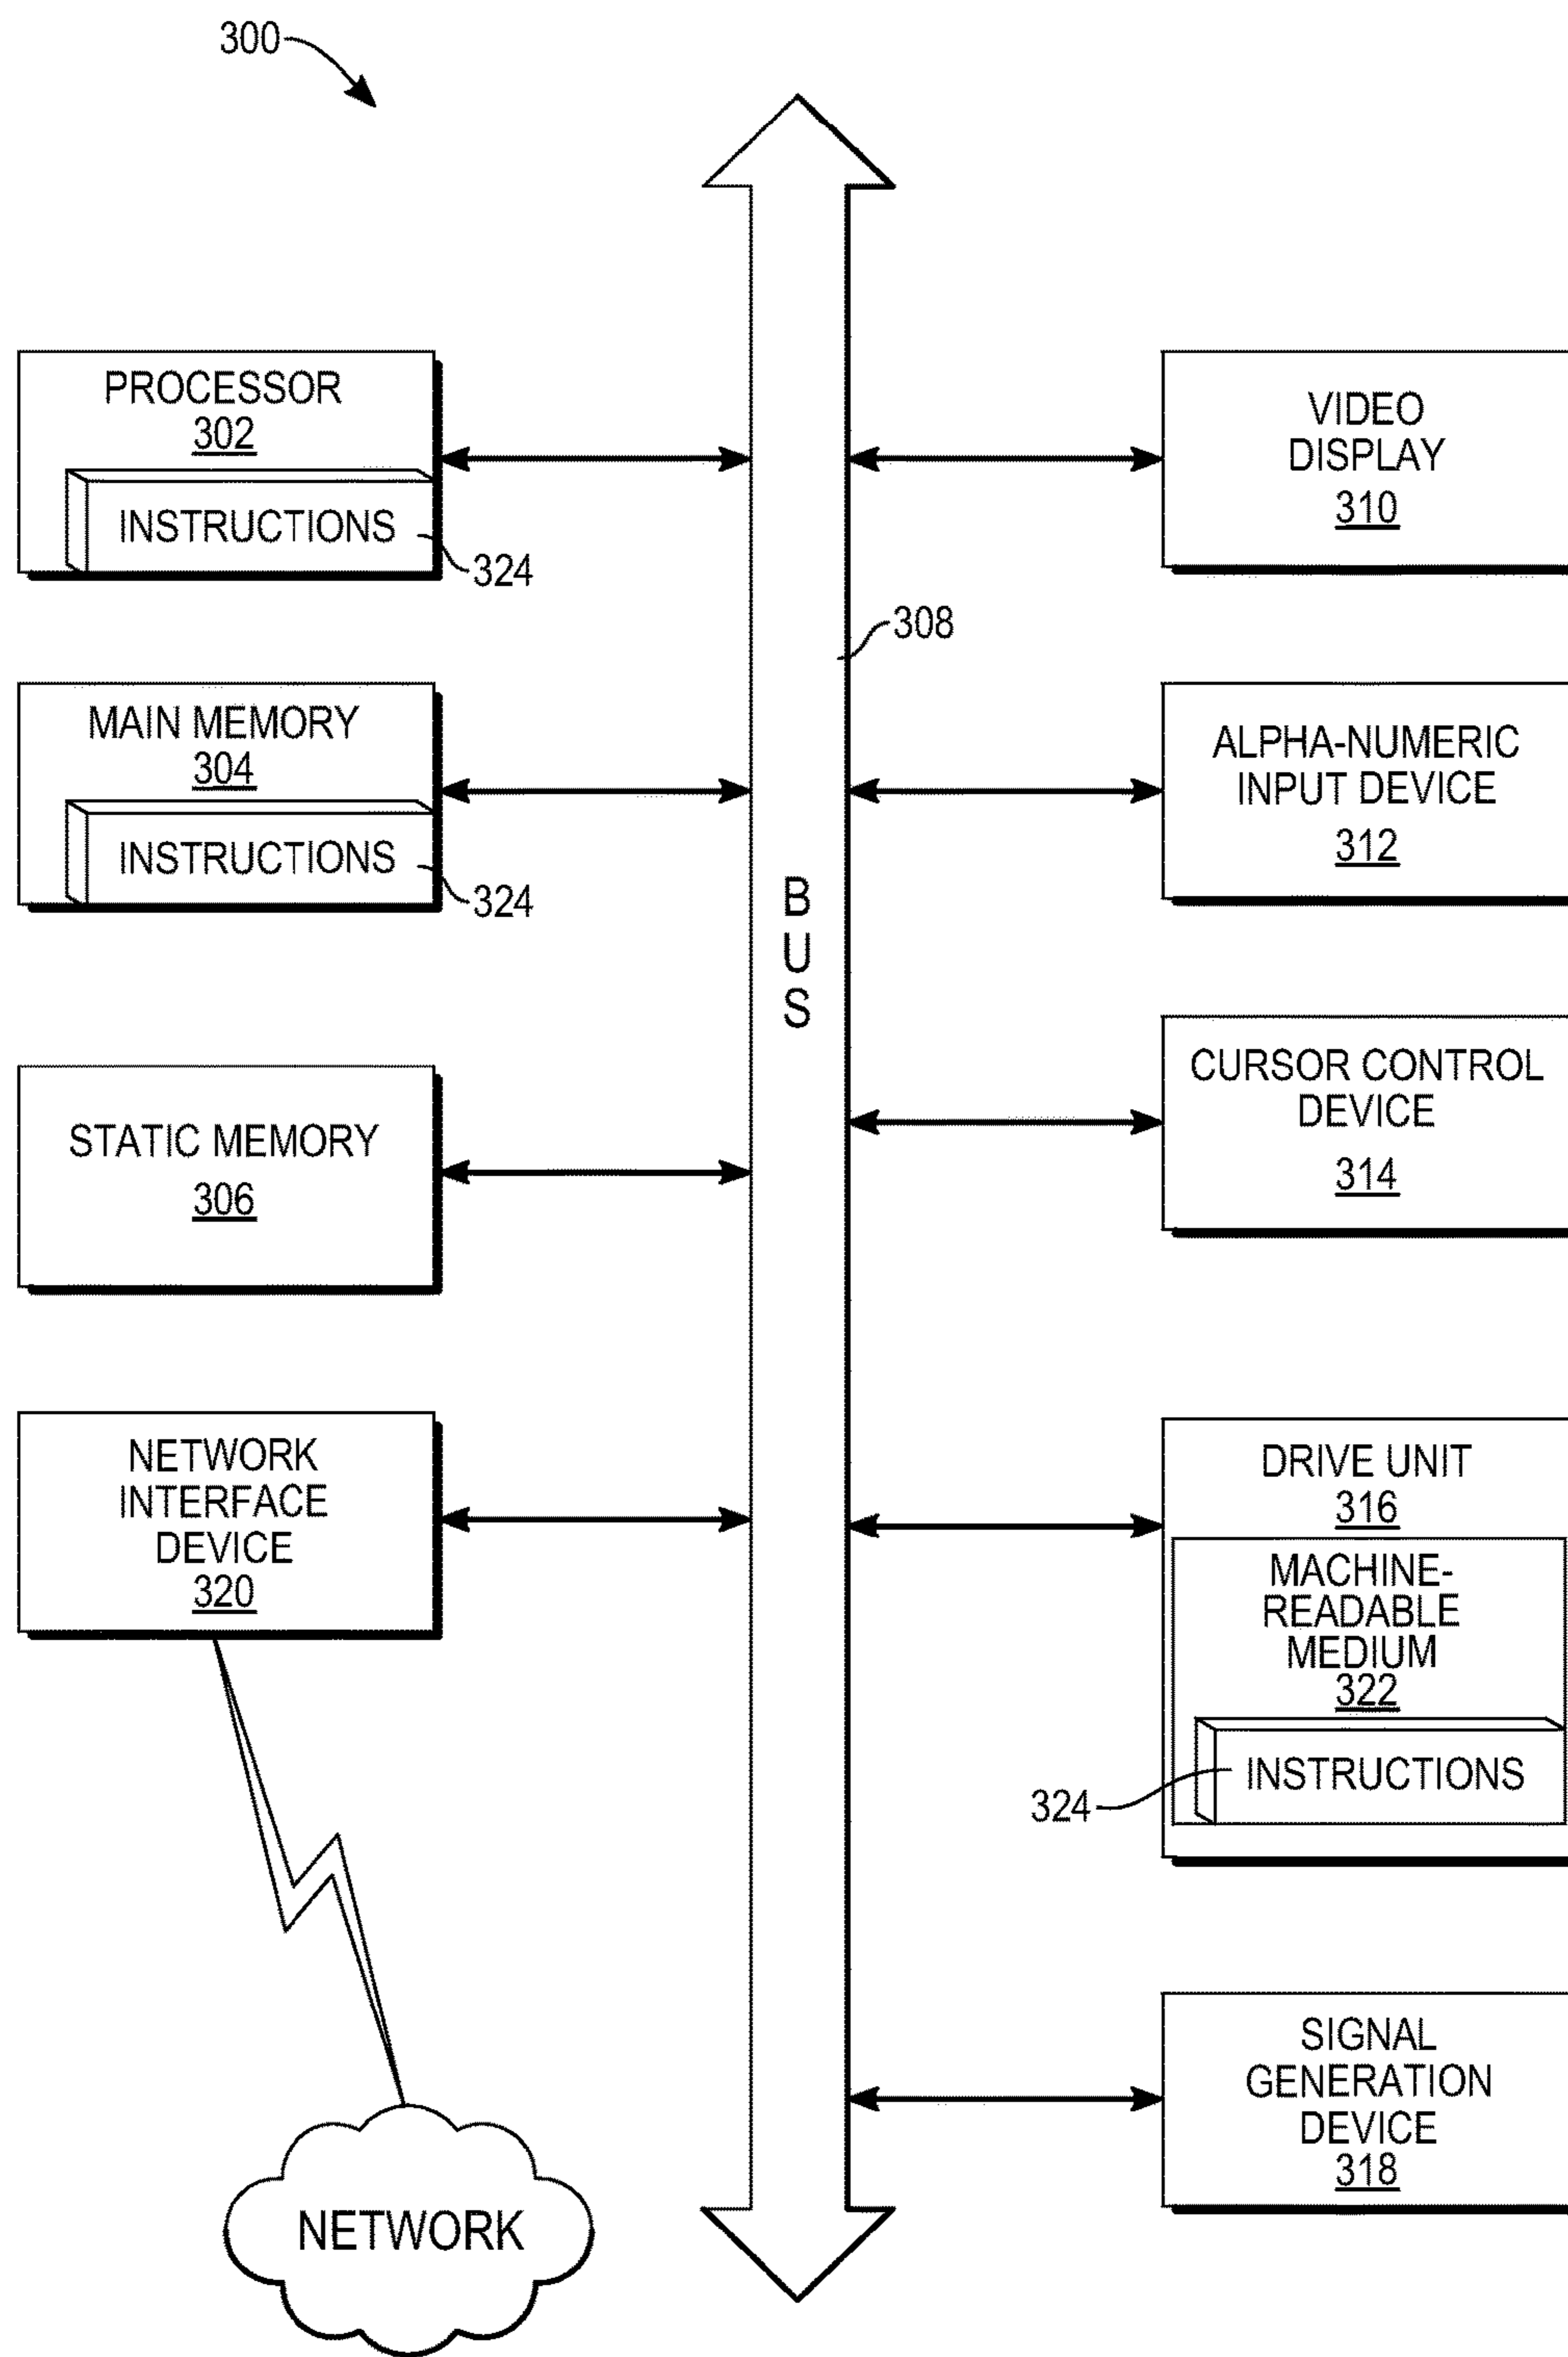 300
PROCESSOR
302
INSTRUCTIONS
324
MAIN MEMORY
304
INSTRUCTIONS
324
STATIC MEMORY
306
NETWORK
INTERFACE
DEVICE
320
NETWORK
308
B
U
S
VIDEO
DISPLAY
310
ALPHA-NUMERIC
INPUT DEVICE
312
CURSOR CONTROL
DEVICE
314
DRIVE UNIT
316
MACHINE-
READABLE
MEDIUM
322
INSTRUCTIONS
324
SIGNAL
GENERATION
DEVICE
318